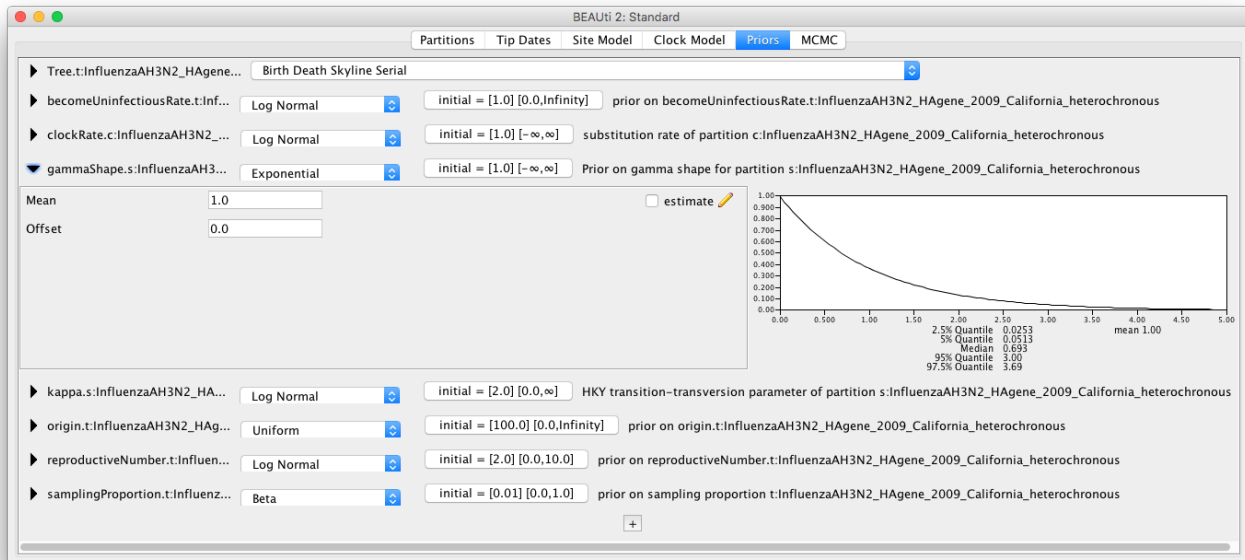 BEAUti 2: Standard
Partitions Tip Dates Site Model Clock Model Priors MCMC
Tree.t:InfluenzaAH3N2_HAgene... Birth Death Skyline Serial
becomeUninfectiousRate.t:Inf... Log Normal initial = [1.0] [0.0,Infinity] prior on becomeUninfectiousRate.t:InfluenzaAH3N2_HAgene_2009_California_heterochronous
clockRate.c:InfluenzaAH3N2_... Log Normal initial = [1.0] [-∞,∞] substitution rate of partition c:InfluenzaAH3N2_HAgene_2009_California_heterochronous
gammaShape.s:InfluenzaAH3... Exponential initial = [1.0] [-∞,∞] Prior on gamma shape for partition s:InfluenzaAH3N2_HAgene_2009_California_heterochronous
Mean 1.0 estimate
Offset 0.0
1.00
0.900
0.800
0.700
0.600
0.500
0.400
0.300
0.200
0.100
0.00
0.00 0.500 1.00 1.50 2.00 2.50 3.00 3.50 4.00 4.50 5.00
2.5% Quantile 0.0253 mean 1.00
5% Quantile 0.0513
Median 0.693
95% Quantile 3.00
97.5% Quantile 3.69
kappa.s:InfluenzaAH3N2_HA... Log Normal initial = [2.0] [0.0,∞] HKY transition-transversion parameter of partition s:InfluenzaAH3N2_HAgene_2009_California_heterochronous
origin.t:InfluenzaAH3N2_HAg... Uniform initial = [100.0] [0.0,Infinity] prior on origin.t:InfluenzaAH3N2_HAgene_2009_California_heterochronous
reproductiveNumber.t:Influen... Log Normal initial = [2.0] [0.0,10.0] prior on reproductiveNumber.t:InfluenzaAH3N2_HAgene_2009_California_heterochronous
samplingProportion.t:Influenz... Beta initial = [0.01] [0.0,1.0] prior on sampling proportion t:InfluenzaAH3N2_HAgene_2009_California_heterochronous
+